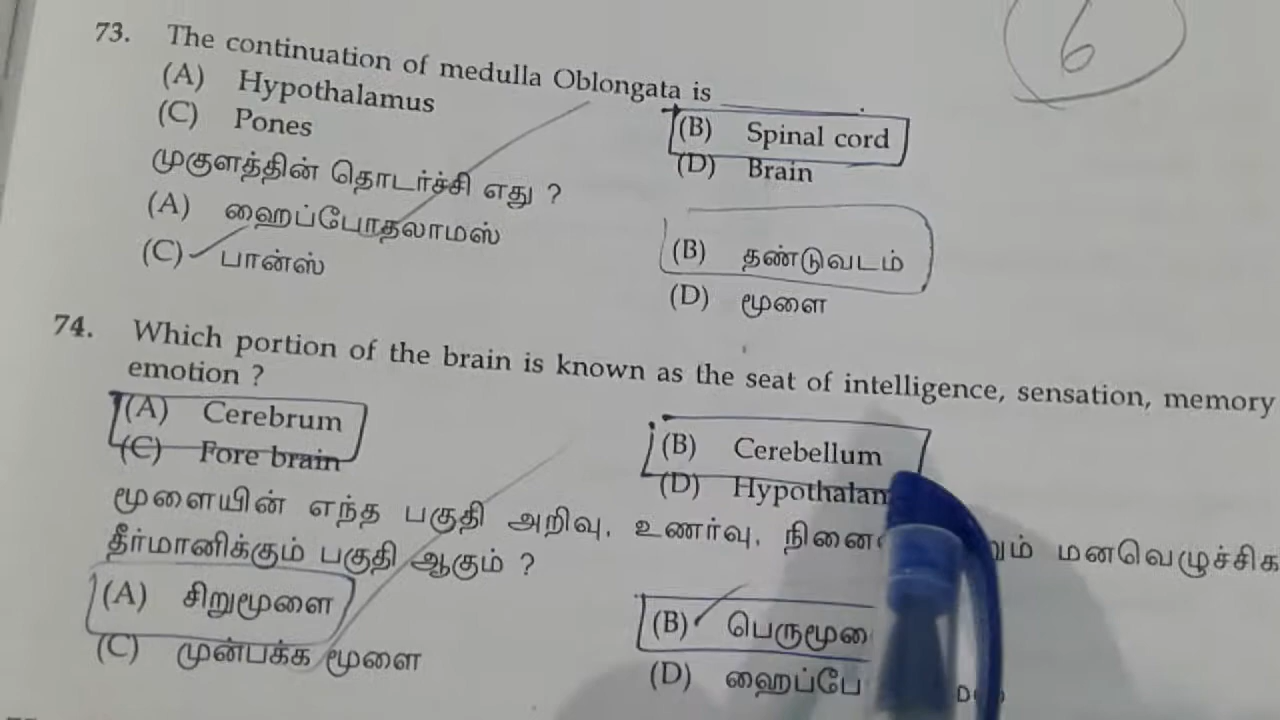 6
73. The continuation of medulla Oblongata is ________.
(A) Hypothalamus
(B) Spinal cord
(C) Pones
(D) Brain
முகுளத்தின் தொடர்ச்சி எது ?
(A) ஹைப்போதலாமஸ்
(B) தண்டுவடம்
(C) பான்ஸ்
(D) மூளை
74. Which portion of the brain is known as the seat of intelligence, sensation, memory
emotion ?
(A) Cerebrum
(B) Cerebellum
(C) Fore brain
(D) Hypothalam
மூளையின் எந்த பகுதி அறிவு, உணர்வு, நினை
தீர்மானிக்கும் பகுதி ஆகும் ?
(A) சிறுமூளை
(B) பெருமூளை
(C) முன்பக்க மூளை
(D) ஹைப்போ